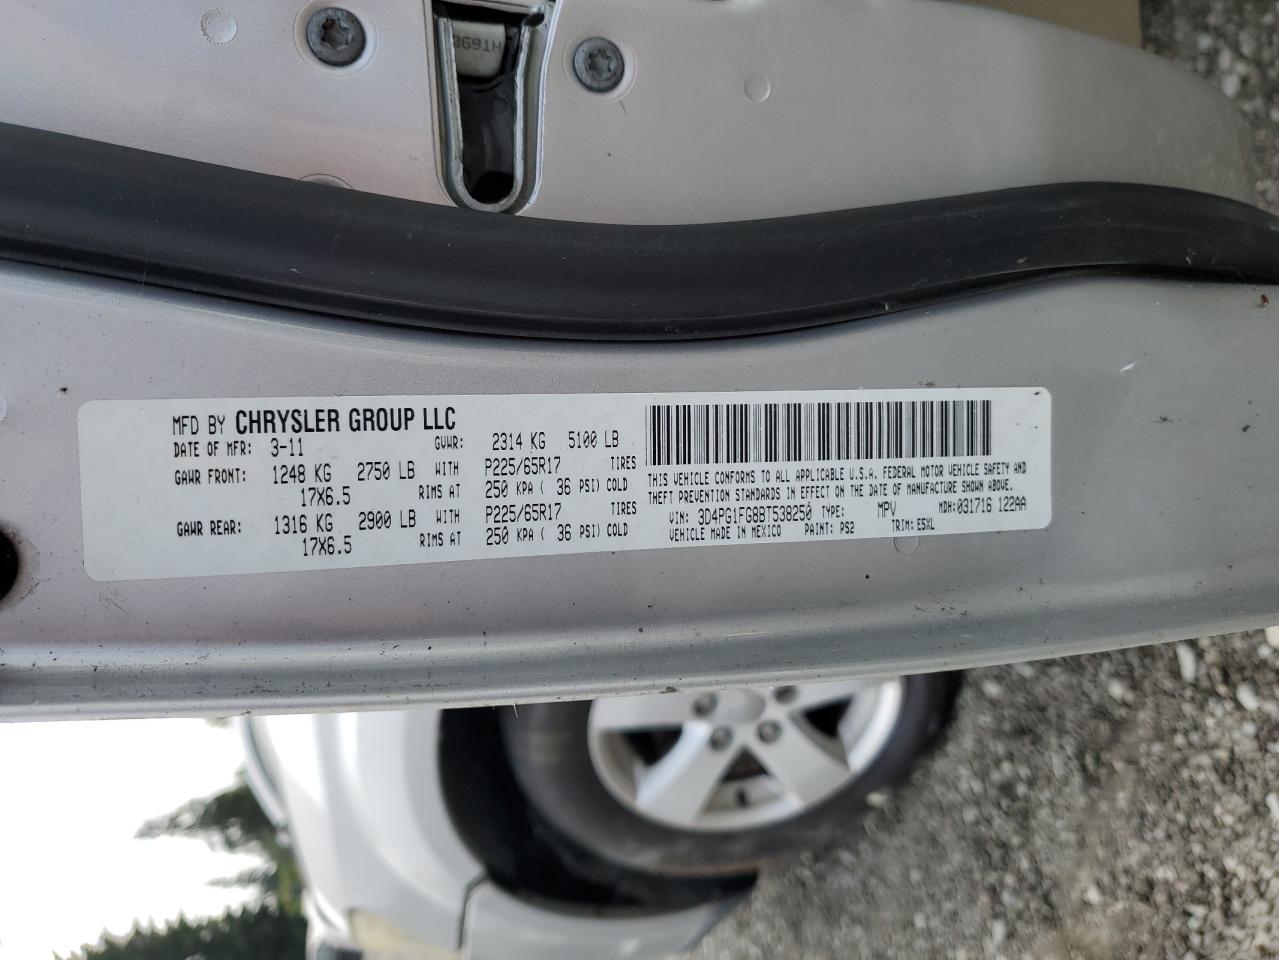 3691H
MFD BY CHRYSLER GROUP LLC
DATE OF MFR: 3-11 GVWR: 2314 KG 5100 LB
GAWR FRONT: 1248 KG 2750 LB WITH P225/65R17 TIRES
17X6.5 RIMS AT 250 KPA ( 36 PSI) COLD
GAWR REAR: 1316 KG 2900 LB WITH P225/65R17 TIRES
17X6.5 RIMS AT 250 KPA ( 36 PSI) COLD
THIS VEHICLE CONFORMS TO ALL APPLICABLE U.S.A. FEDERAL MOTOR VEHICLE SAFETY AND
THEFT PREVENTION STANDARDS IN EFFECT ON THE DATE OF MANUFACTURE SHOWN ABOVE.
VIN: 3D4PG1FG8BT538250 TYPE: MPV MDH: 031716 122AA
VEHICLE MADE IN MEXICO PAINT: PS2 TRIM: E5XL